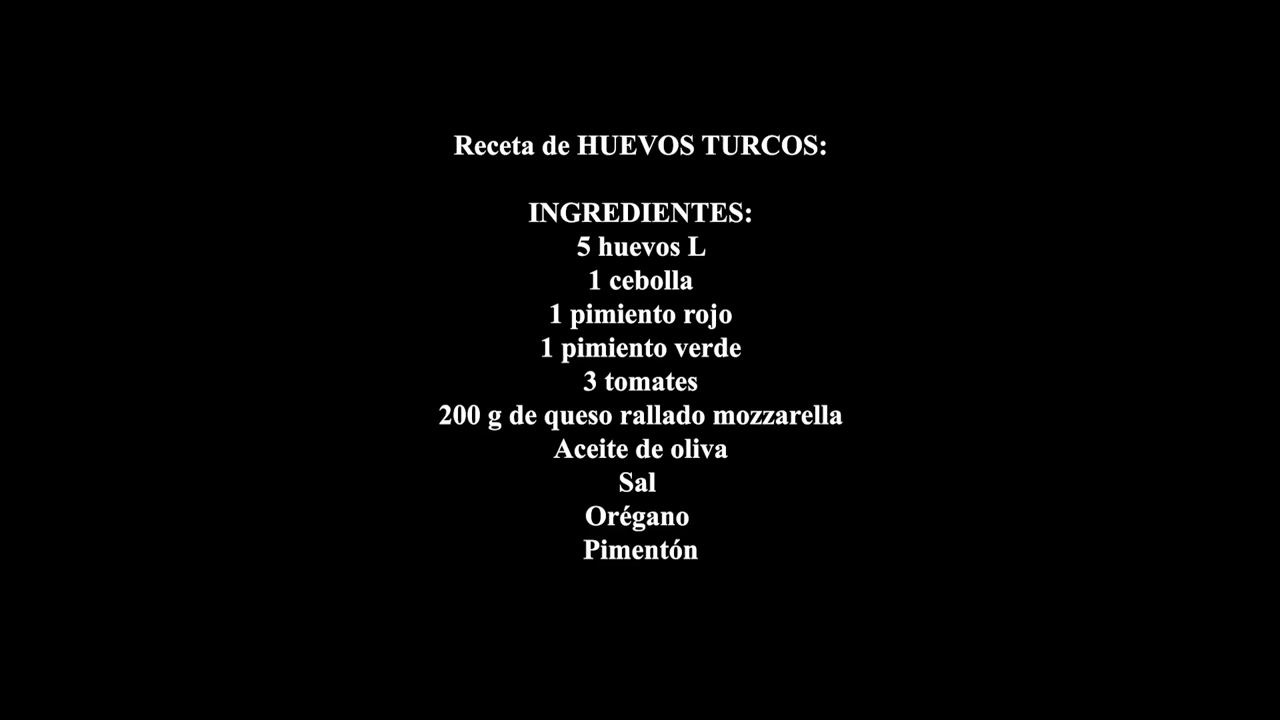 Receta de HUEVOS TURCOS:
INGREDIENTES:
5 huevos L
1 cebolla
1 pimiento rojo
1 pimiento verde
3 tomates
200 g de queso rallado mozzarella
Aceite de oliva
Sal
Orégano
Pimentón